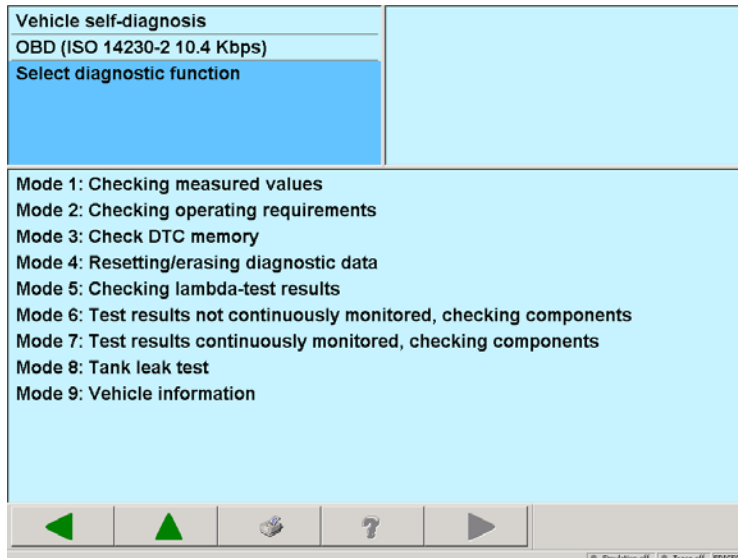 Vehicle self-diagnosis
OBD (ISO 14230-2 10.4 Kbps)
Select diagnostic function
Mode 1: Checking measured values
Mode 2: Checking operating requirements
Mode 3: Check DTC memory
Mode 4: Resetting/erasing diagnostic data
Mode 5: Checking lambda-test results
Mode 6: Test results not continuously monitored, checking components
Mode 7: Test results continuously monitored, checking components
Mode 8: Tank leak test
Mode 9: Vehicle information
?